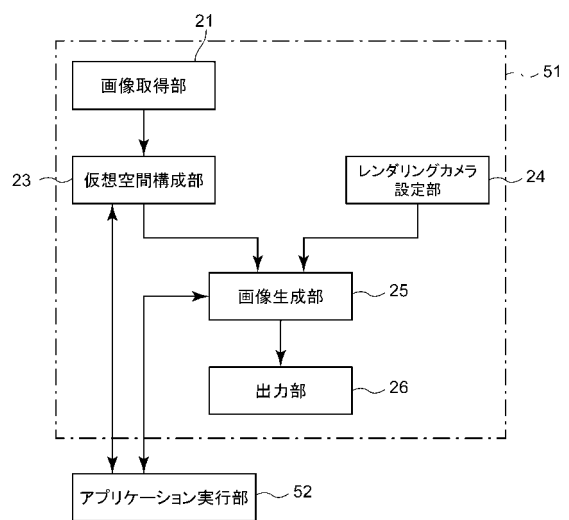 21
画像取得部
51
23
仮想空間構成部
レンダリングカメラ
設定部
24
画像生成部
25
出力部
26
アプリケーション実行部
52